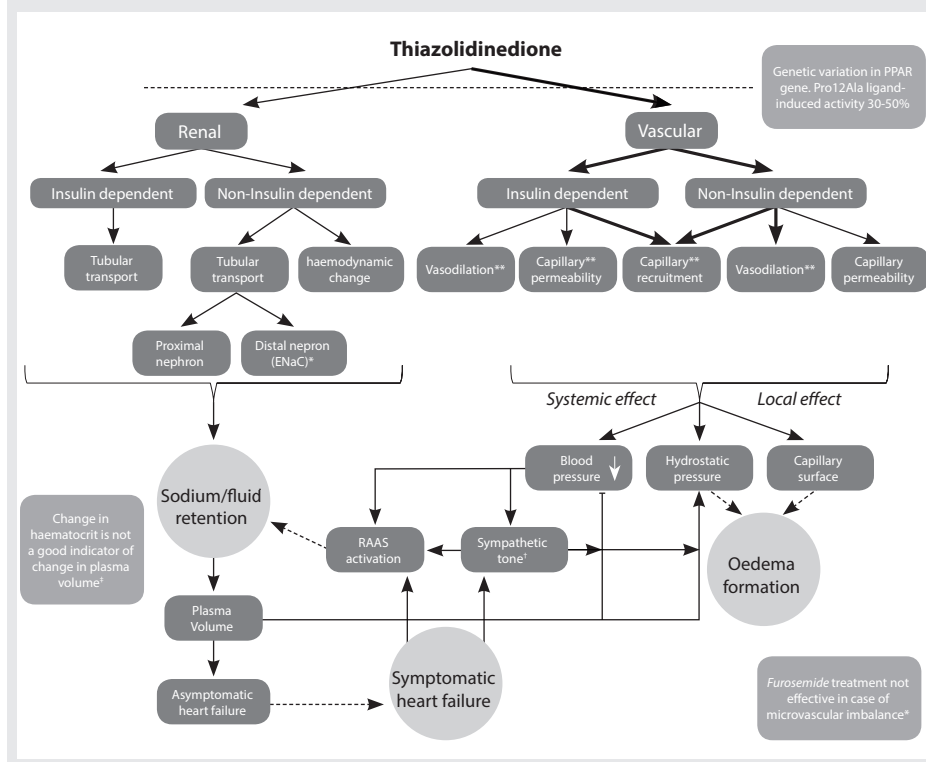 Thiazolidinedione
Genetic variation in PPAR
gene. Pro12Ala ligand-
induced activity 30-50%
Renal
Vascular
Insulin dependent
Non-Insulin dependent
Insulin dependent
Non-Insulin dependent
Tubular
transport
Tubular
transport
haemodynamic
change
Vasodilation**
Capillary**
permeability
Capillary**
recruitment
Vasodilation**
Capillary
permeability
Proximal
nephron
Distal nepron
(ENaC)*
Systemic effect
Local effect
Blood
pressure
Hydrostatic
pressure
Capillary
surface
Sodium/fluid
retention
Change in
haematocrit is not
a good indicator of
change in plasma
volume‡
RAAS
activation
Sympathetic
tone†
Oedema
formation
Plasma
Volume
Symptomatic
heart failure
Asymptomatic
heart failure
Furosemide treatment not
effective in case of
microvascular imbalance*